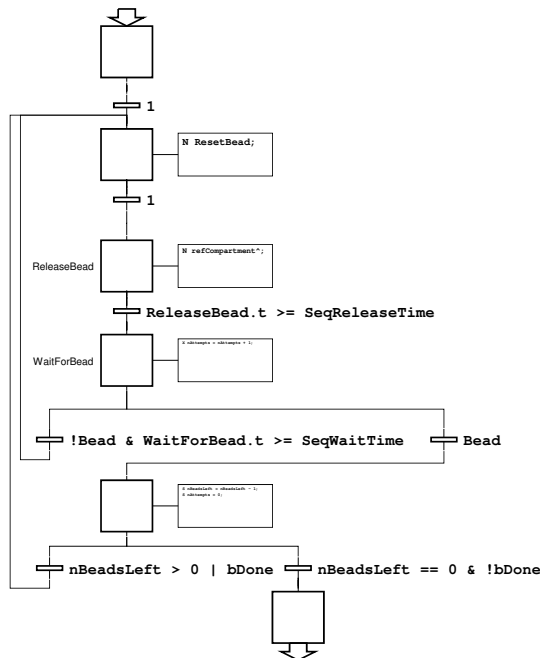 1
N ResetBead;
1
ReleaseBead
N refCompartment^;
ReleaseBead.t >= SeqReleaseTime
WaitForBead
S nAttempts = nAttempts + 1;
!Bead & WaitForBead.t >= SeqWaitTime
Bead
S nBeadsLeft = nBeadsLeft - 1;
S nAttempts = 0;
nBeadsLeft > 0 | bDone
nBeadsLeft == 0 & !bDone